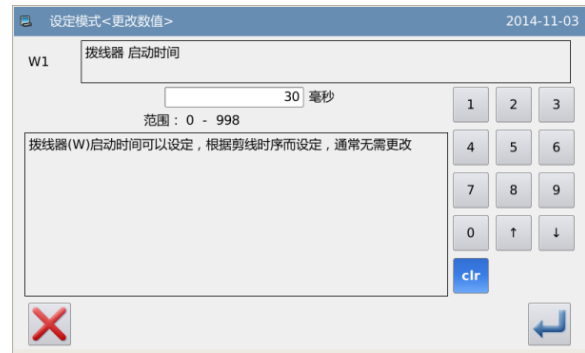 设定模式<更改数值>
2014-11-03
W1
拨线器 启动时间
30 毫秒
范围：0 - 998
拨线器(W)启动时间可以设定，根据剪线时序而设定，通常无需更改
1 2 3
4 5 6
7 8 9
0 ↑ ↓
clr